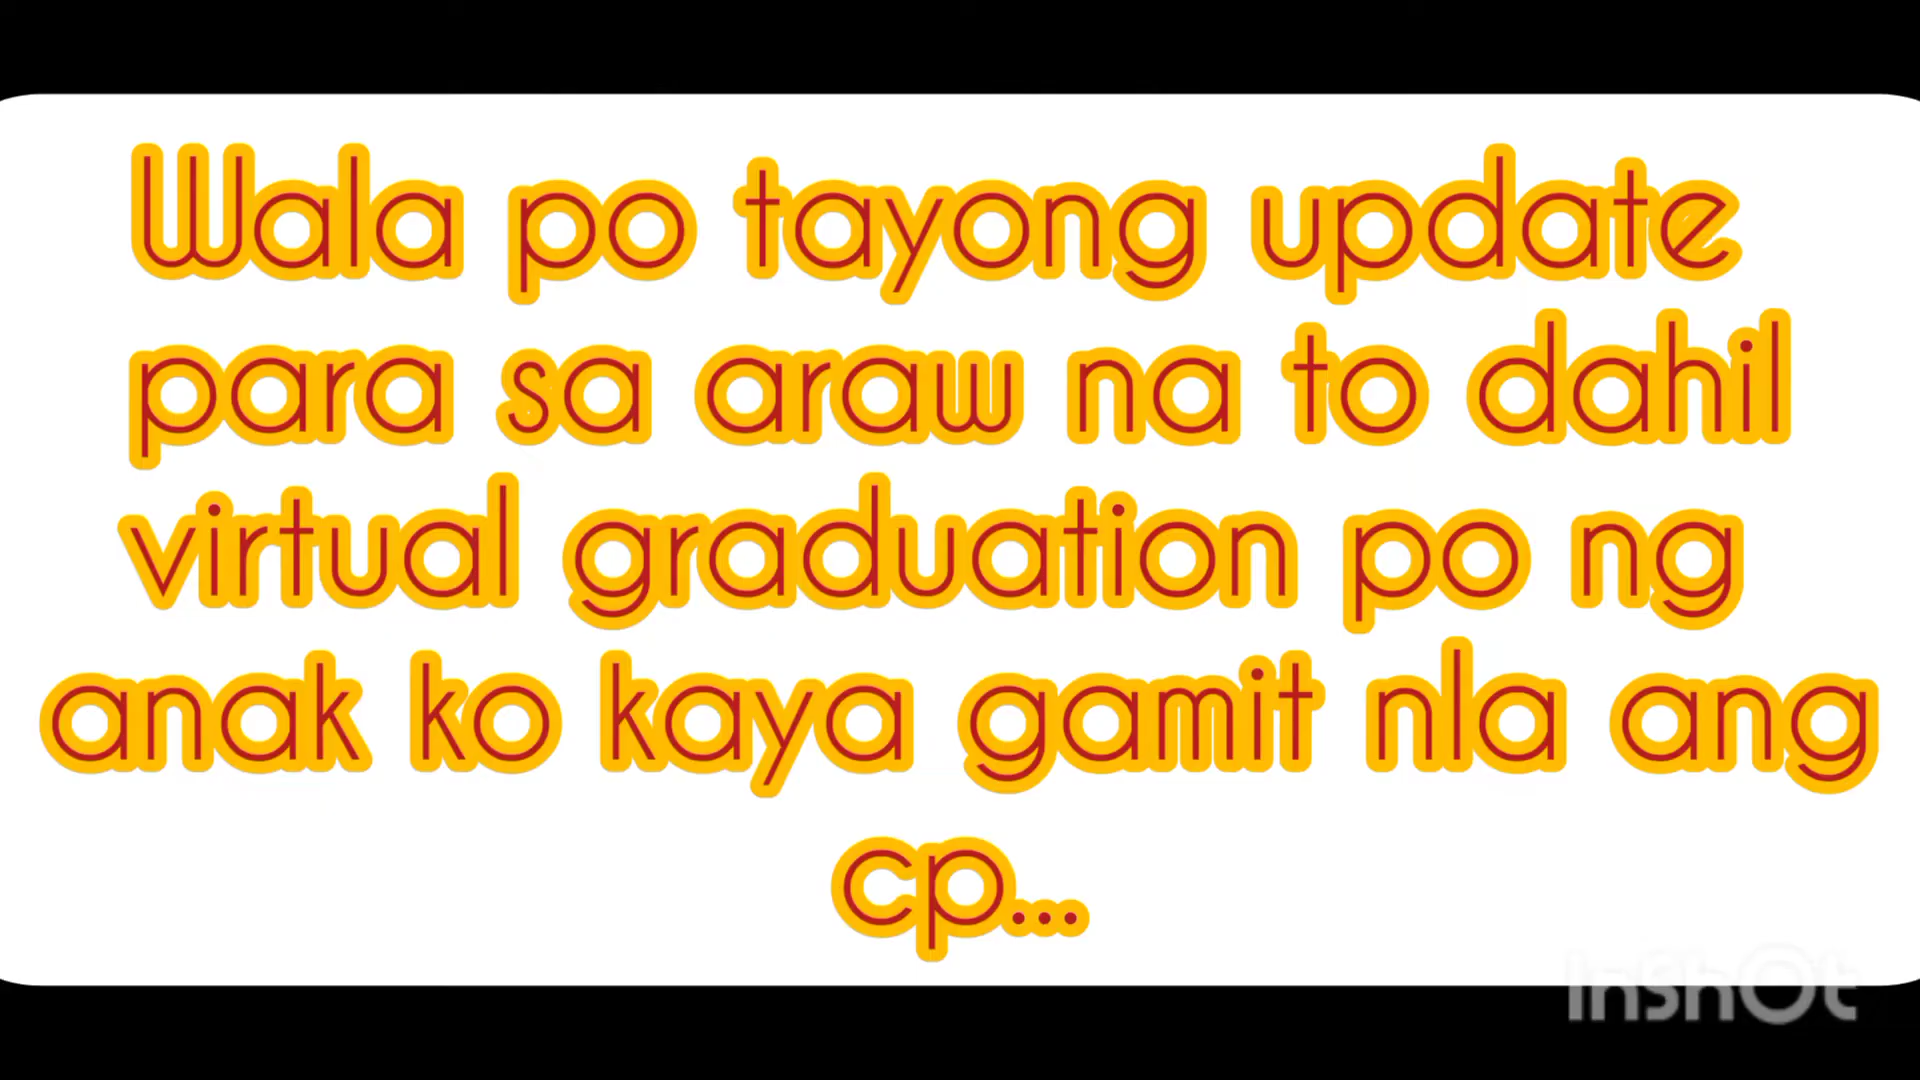 Wala po tayong update
para sa araw na to dahil
virtual graduation po ng
anak ko kaya gamit nla ang
cp...
InShOt